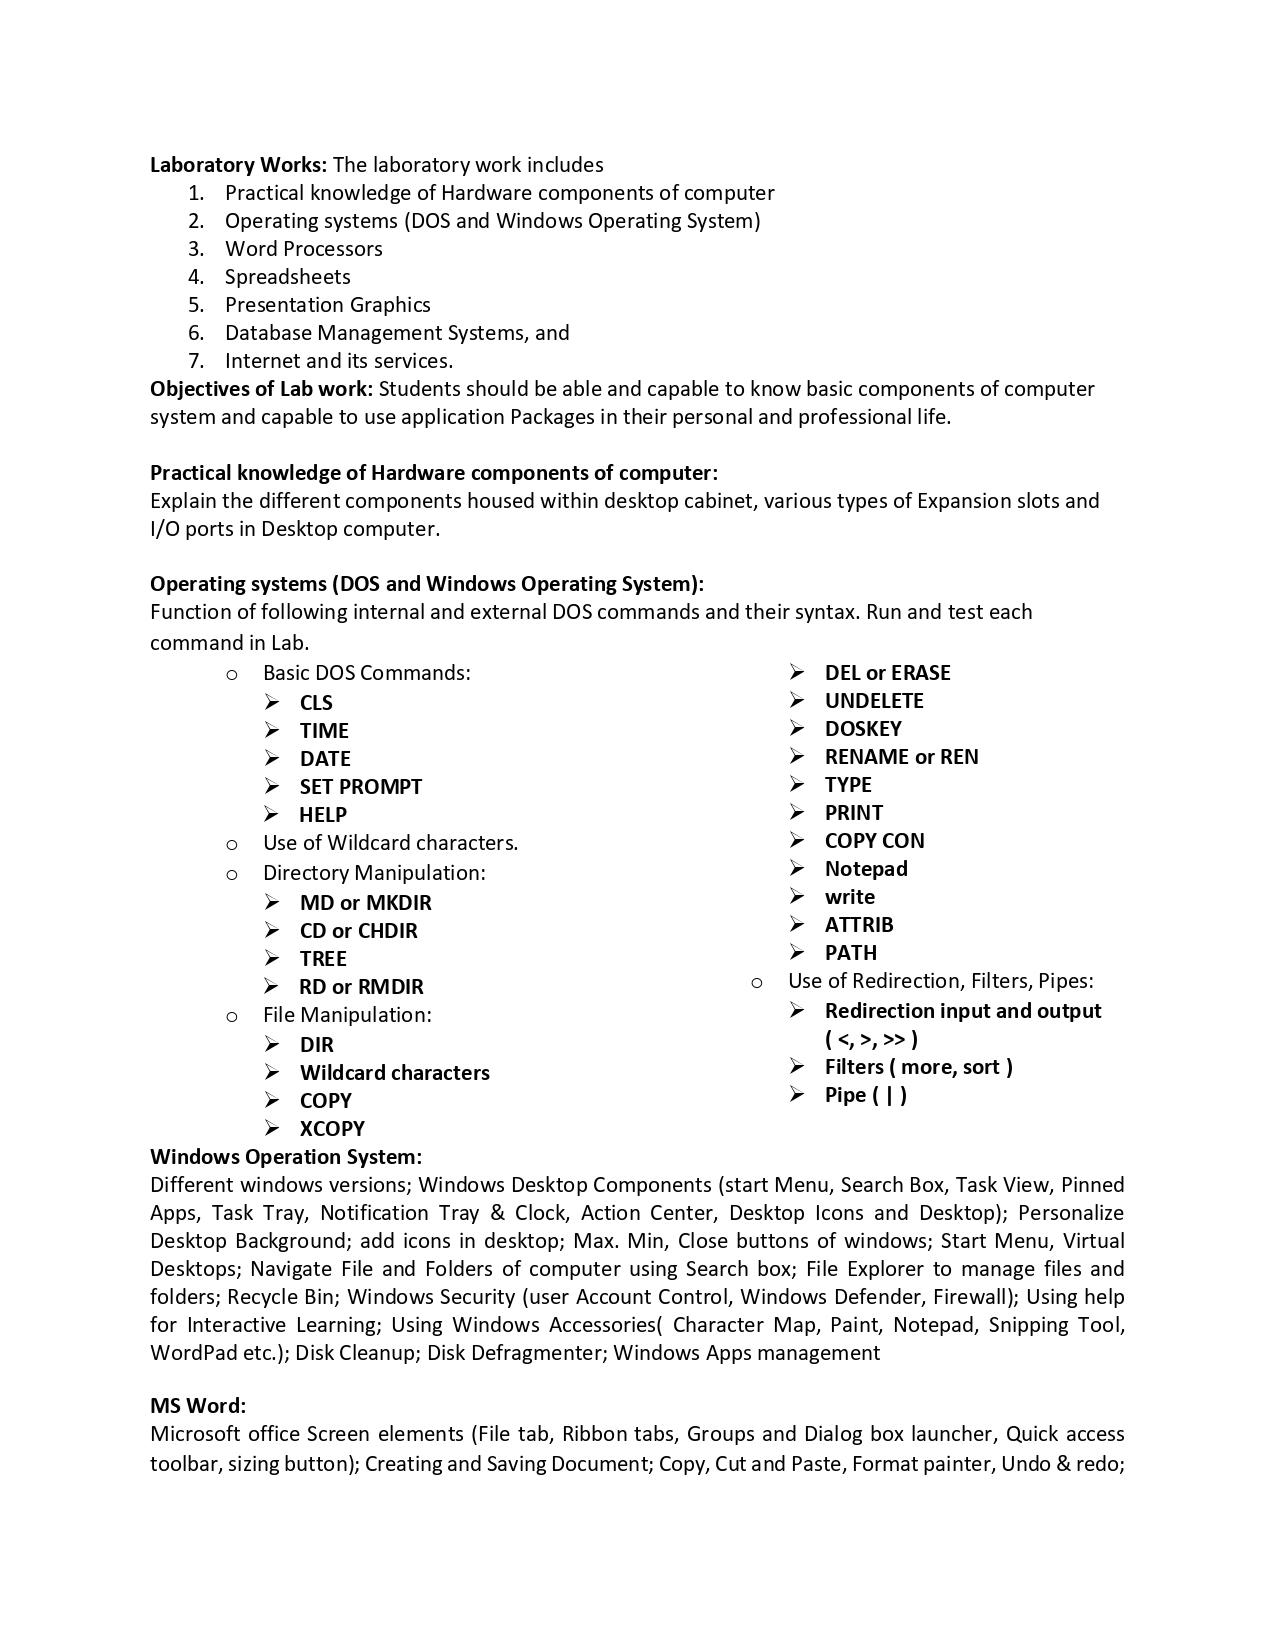 Laboratory Works: The laboratory work includes
1. Practical knowledge of Hardware components of computer
2. Operating systems (DOS and Windows Operating System)
3. Word Processors
4. Spreadsheets
5. Presentation Graphics
6. Database Management Systems, and
7. Internet and its services.
Objectives of Lab work: Students should be able and capable to know basic components of computer
system and capable to use application Packages in their personal and professional life.
Practical knowledge of Hardware components of computer:
Explain the different components housed within desktop cabinet, various types of Expansion slots and
I/O ports in Desktop computer.
Operating systems (DOS and Windows Operating System):
Function of following internal and external DOS commands and their syntax. Run and test each
command in Lab.
o Basic DOS Commands:
➢ CLS
➢ TIME
➢ DATE
➢ SET PROMPT
➢ HELP
o Use of Wildcard characters.
o Directory Manipulation:
➢ MD or MKDIR
➢ CD or CHDIR
➢ TREE
➢ RD or RMDIR
o File Manipulation:
➢ DIR
➢ Wildcard characters
➢ COPY
➢ XCOPY
➢ DEL or ERASE
➢ UNDELETE
➢ DOSKEY
➢ RENAME or REN
➢ TYPE
➢ PRINT
➢ COPY CON
➢ Notepad
➢ write
➢ ATTRIB
➢ PATH
o Use of Redirection, Filters, Pipes:
➢ Redirection input and output
( <, >, >> )
➢ Filters ( more, sort )
➢ Pipe ( | )
Windows Operation System:
Different windows versions; Windows Desktop Components (start Menu, Search Box, Task View, Pinned
Apps, Task Tray, Notification Tray & Clock, Action Center, Desktop Icons and Desktop); Personalize
Desktop Background; add icons in desktop; Max. Min, Close buttons of windows; Start Menu, Virtual
Desktops; Navigate File and Folders of computer using Search box; File Explorer to manage files and
folders; Recycle Bin; Windows Security (user Account Control, Windows Defender, Firewall); Using help
for Interactive Learning; Using Windows Accessories( Character Map, Paint, Notepad, Snipping Tool,
WordPad etc.); Disk Cleanup; Disk Defragmenter; Windows Apps management
MS Word:
Microsoft office Screen elements (File tab, Ribbon tabs, Groups and Dialog box launcher, Quick access
toolbar, sizing button); Creating and Saving Document; Copy, Cut and Paste, Format painter, Undo & redo;